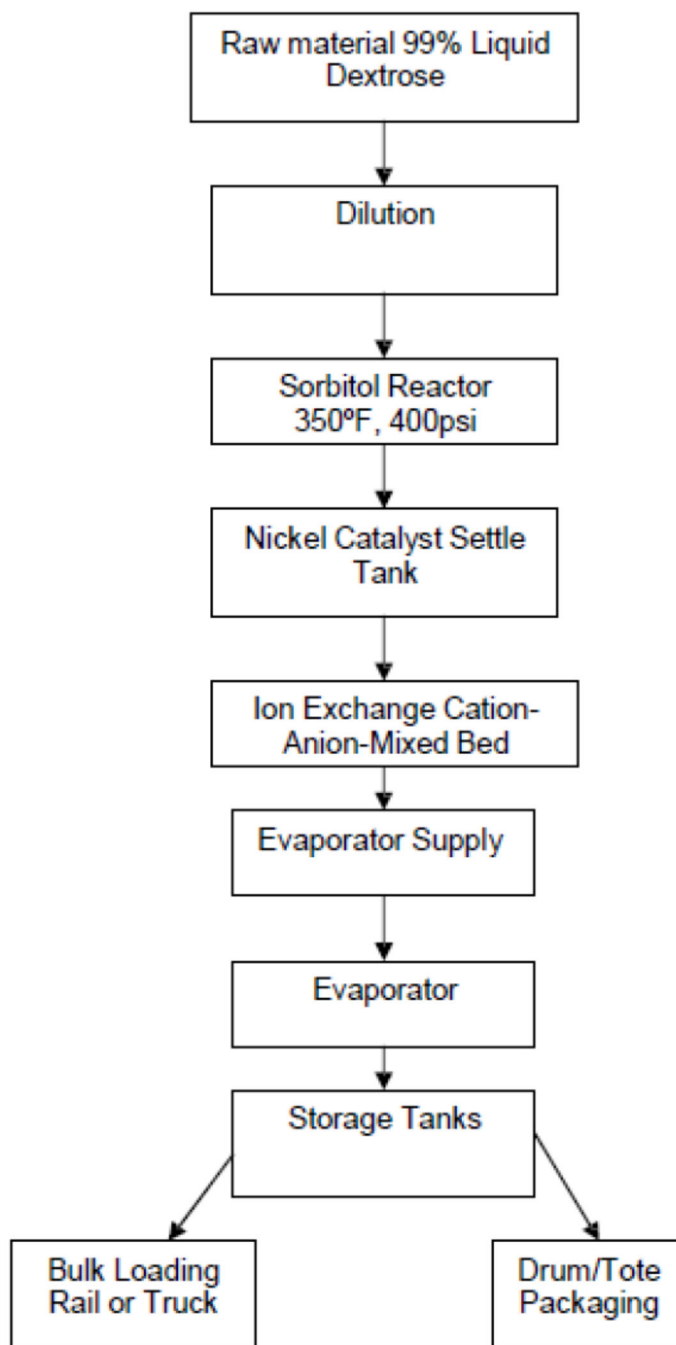 Raw material 99% Liquid
Dextrose
Dilution
Sorbitol Reactor
350ºF, 400psi
Nickel Catalyst Settle
Tank
Ion Exchange Cation-
Anion-Mixed Bed
Evaporator Supply
Evaporator
Storage Tanks
Bulk Loading
Rail or Truck
Drum/Tote
Packaging